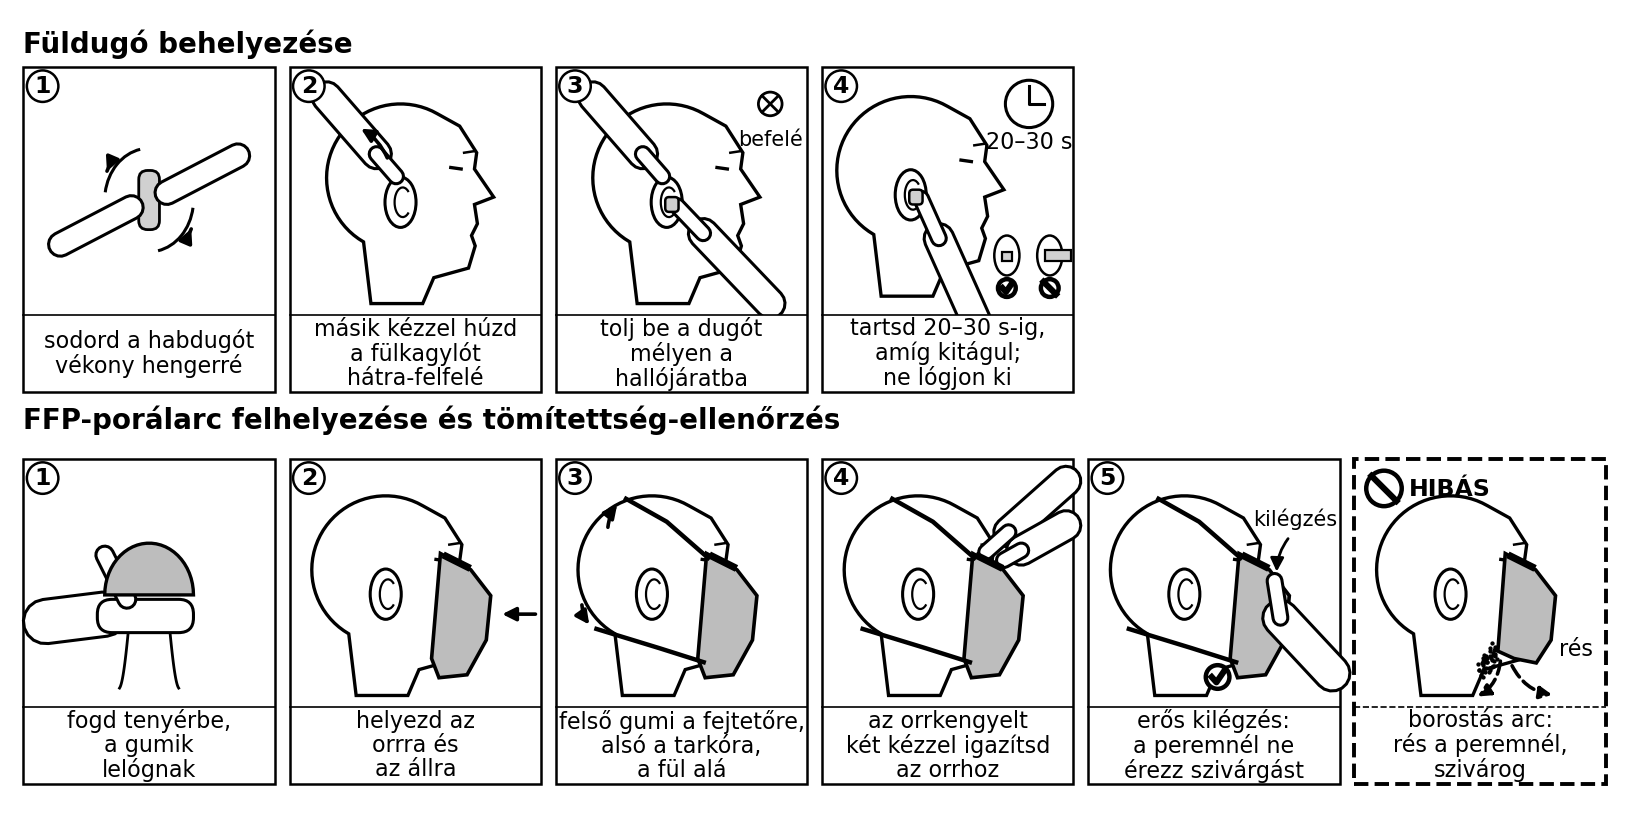 Füldugó behelyezése
1
sodord a habdugót
vékony hengerré
2
másik kézzel húzd
a fülkagylót
hátra-felfelé
3
befelé
tolj be a dugót
mélyen a
hallójáratba
4
20–30 s
tartsd 20–30 s-ig,
amíg kitágul;
ne lógjon ki
FFP-porálarc felhelyezése és tömítettség-ellenőrzés
1
fogd tenyérbe,
a gumik
lelógnak
2
helyezd az
orrra és
az állra
3
felső gumi a fejtetőre,
alsó a tarkóra,
a fül alá
4
az orrkengyelt
két kézzel igazítsd
az orrhoz
5
kilégzés
erős kilégzés:
a peremnél ne
érezz szivárgást
HIBÁS
rés
borostás arc:
rés a peremnél,
szivárog